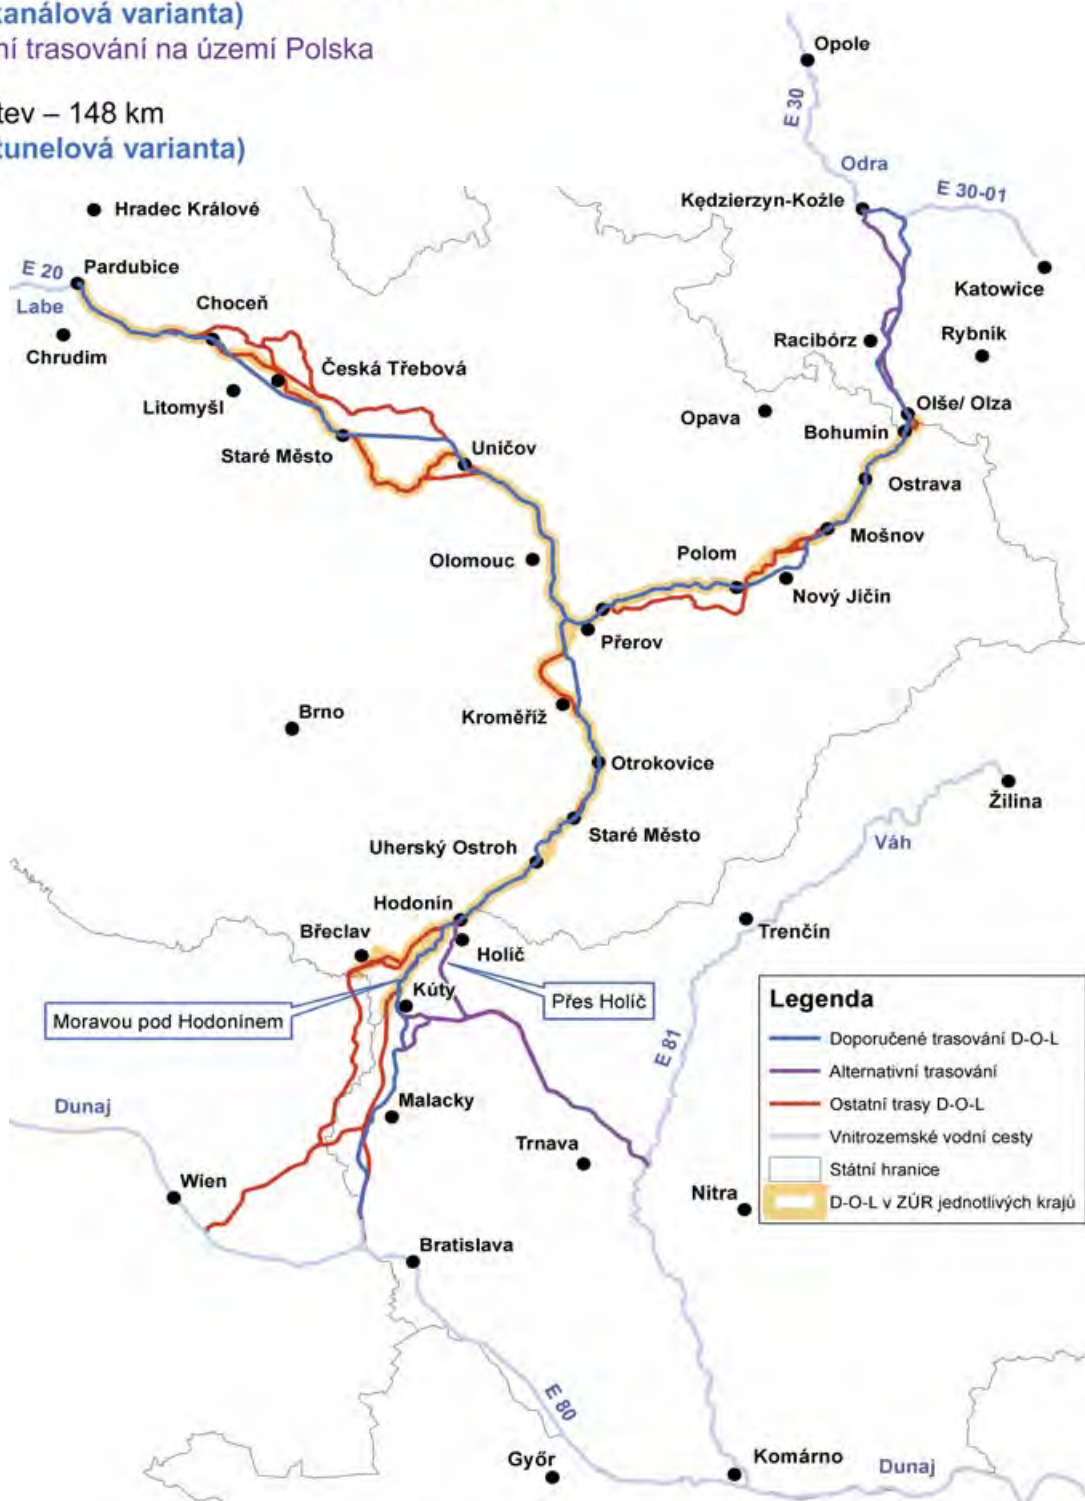 kanálová varianta)
ní trasování na území Polska
tev – 148 km
tunelová varianta)
Opole
E 30
Odra
Kędzierzyn-Koźle
E 30-01
Hradec Králové
E 20
Pardubice
Labe
Choceň
Katowice
Chrudim
Racibórz
Rybnik
Česká Třebová
Litomyšl
Opava
Olše/ Olza
Bohumín
Staré Město
Uničov
Ostrava
Mošnov
Olomouc
Polom
Nový Jičín
Přerov
Brno
Kroměříž
Otrokovice
Žilina
Staré Město
Váh
Uherský Ostroh
Hodonín
Břeclav
Trenčín
Holíč
Kúty
Přes Holíč
Moravou pod Hodonínem
Legenda
Doporučené trasování D-O-L
Alternativní trasování
Ostatní trasy D-O-L
Vnitrozemské vodní cesty
Státní hranice
D-O-L v ZÚR jednotlivých krajů
E 81
Dunaj
Malacky
Trnava
Wien
Nitra
Bratislava
E 80
Győr
Komárno
Dunaj